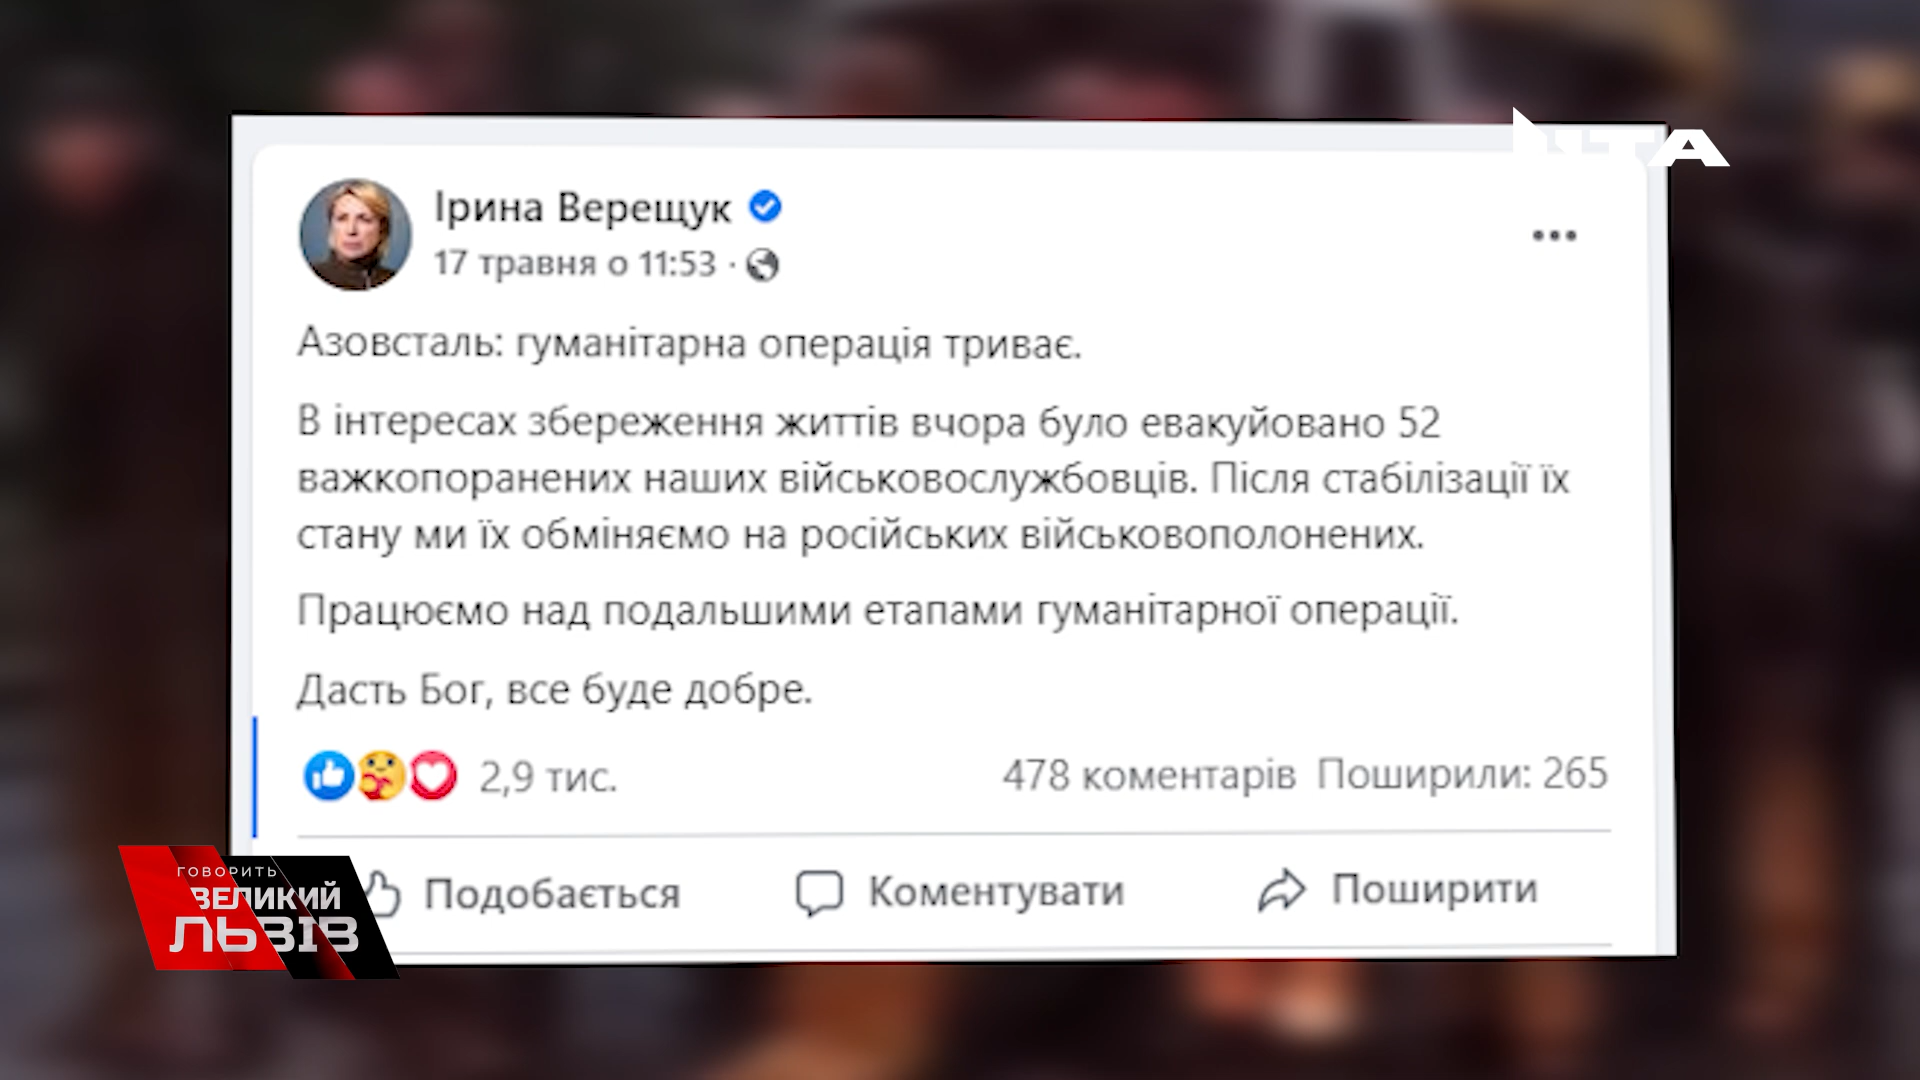 НТА
Ірина Верещук
17 травня о 11:53 ·
Азовсталь: гуманітарна операція триває.
В інтересах збереження життів вчора було евакуйовано 52
важкопоранених наших військовослужбовців. Після стабілізації їх
стану ми їх обміняємо на російських військовополонених.
Працюємо над подальшими етапами гуманітарної операції.
Дасть Бог, все буде добре.
2,9 тис.
478 коментарів Поширили: 265
Подобається Коментувати Поширити
ГОВОРИТЬ
ВЕЛИКИЙ
ЛЬВІВ